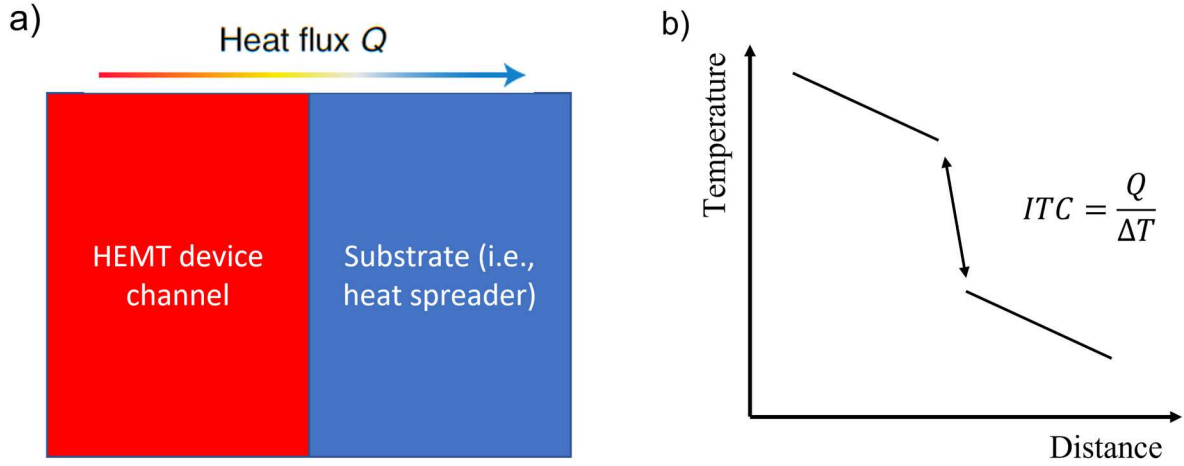 a)
Heat flux Q
HEMT device
channel
Substrate (i.e.,
heat spreader)
b)
Temperature
ITC = Q/ΔT
Distance